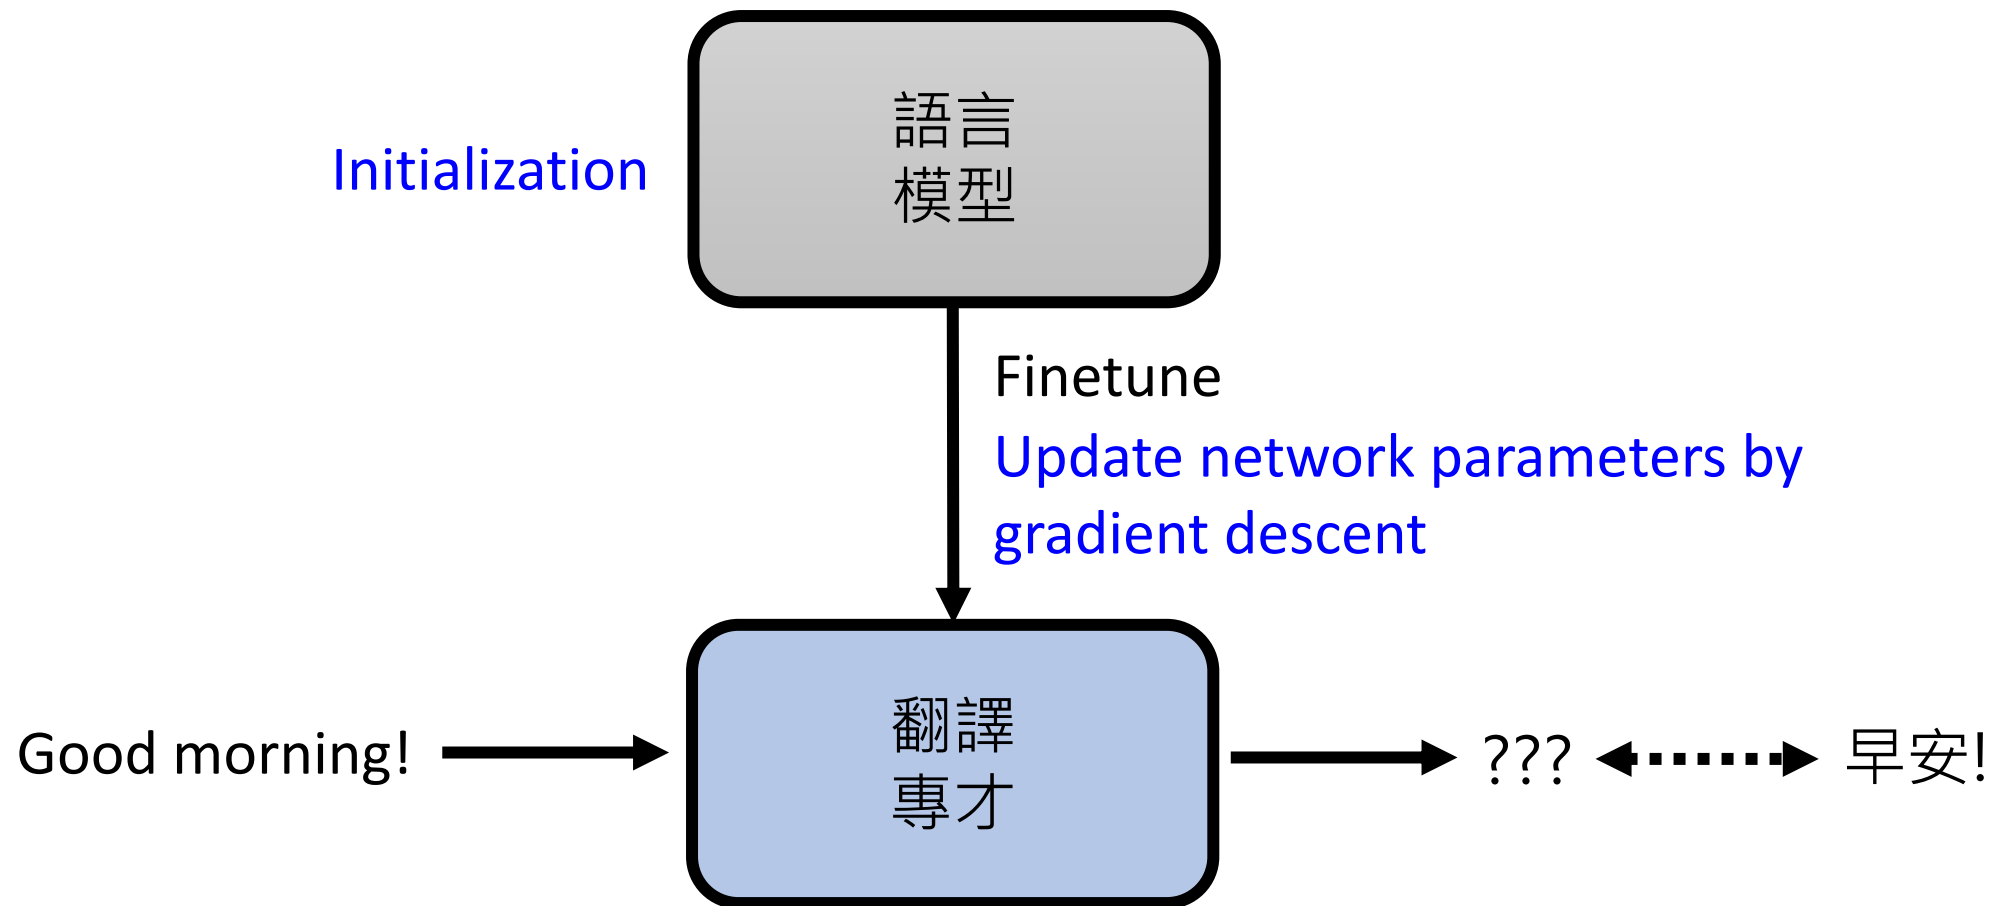 語言
模型
Initialization
Finetune
Update network parameters by
gradient descent
Good morning!
翻譯
專才
???
早安!